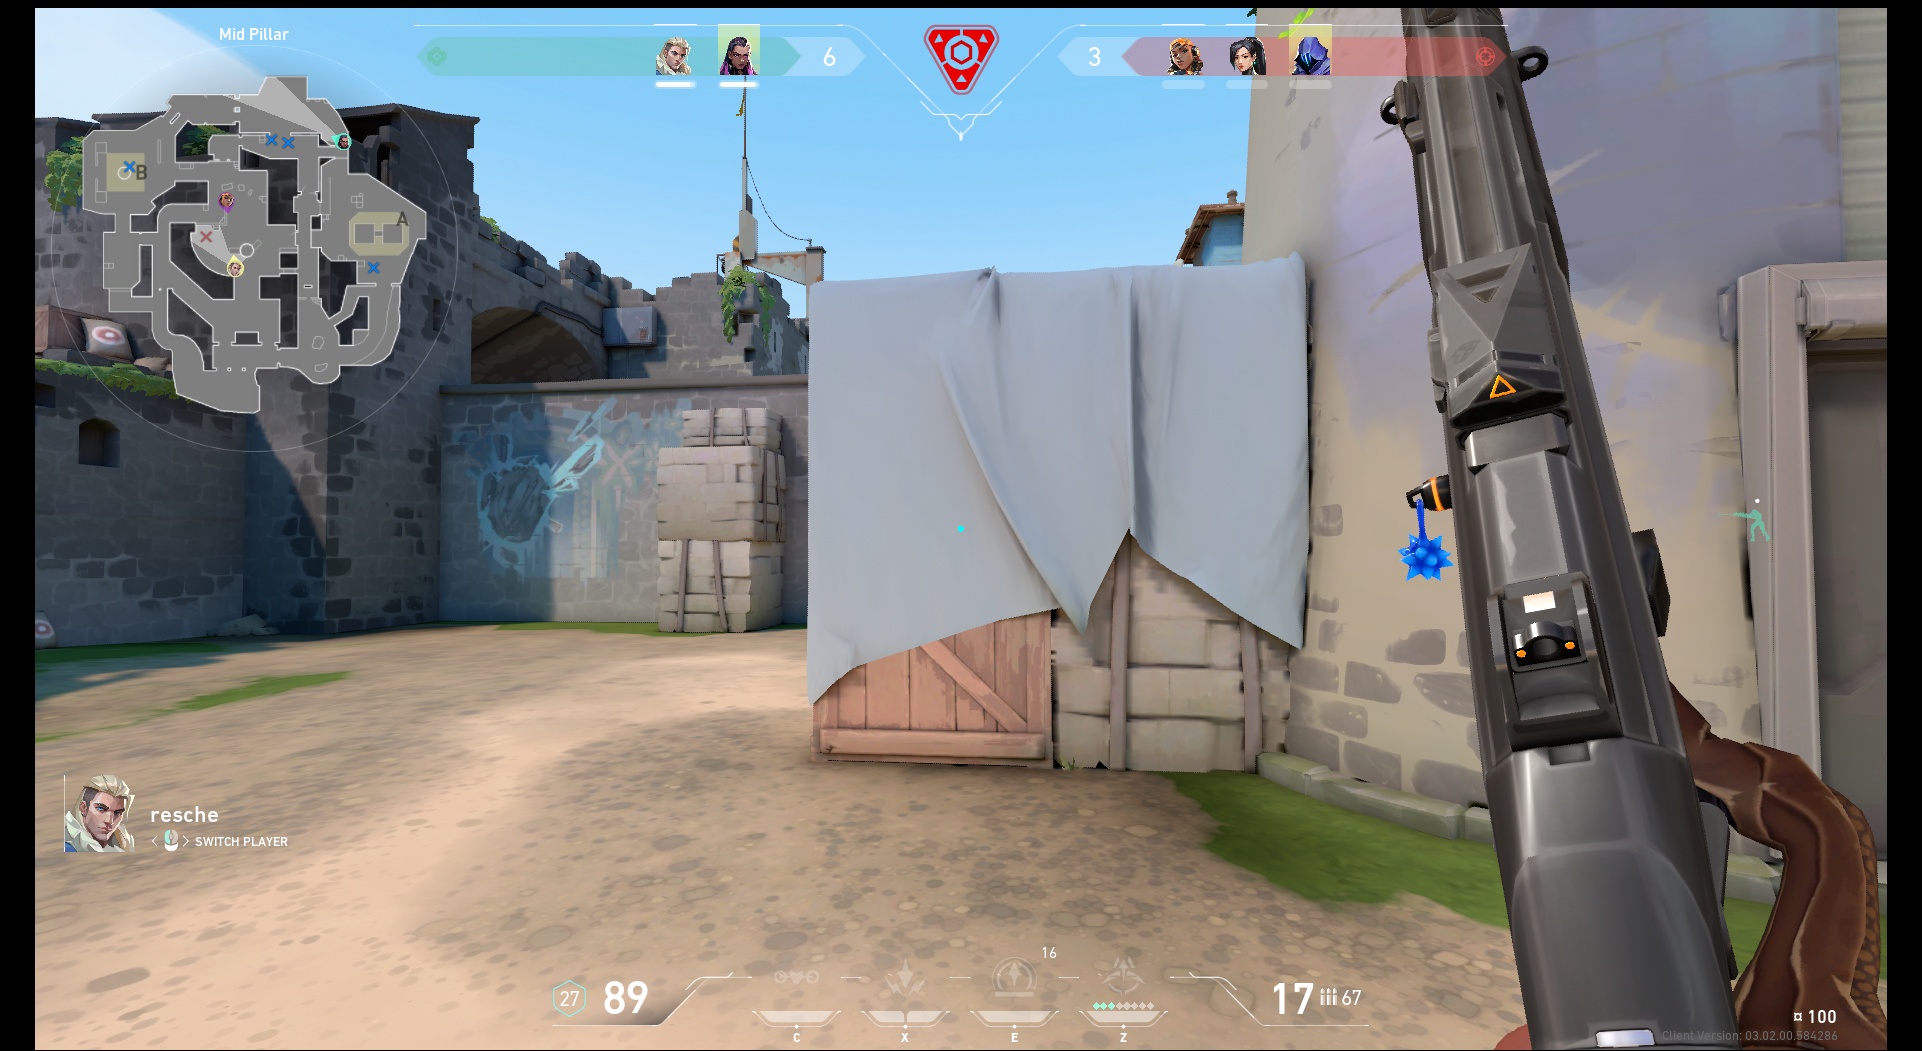 Mid Pillar
6
3
B
A
resche
< > SWITCH PLAYER
16
27
89
17
67
¤ 100
Client Version: 03.02.00.584286
C
X
E
Z